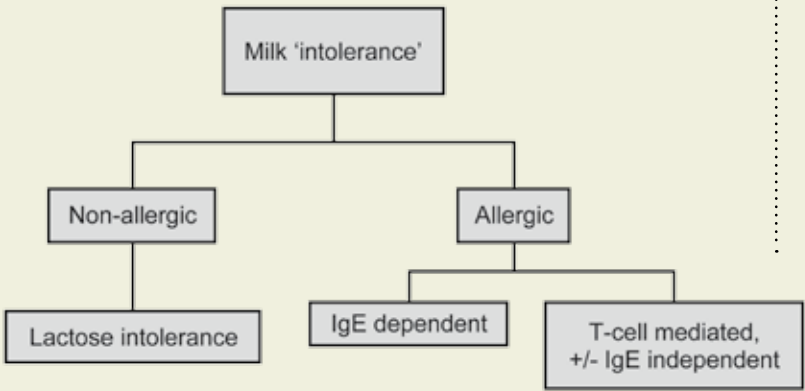 Milk ‘intolerance’
Non-allergic
Allergic
Lactose intolerance
IgE dependent
T-cell mediated,
+/- IgE independent